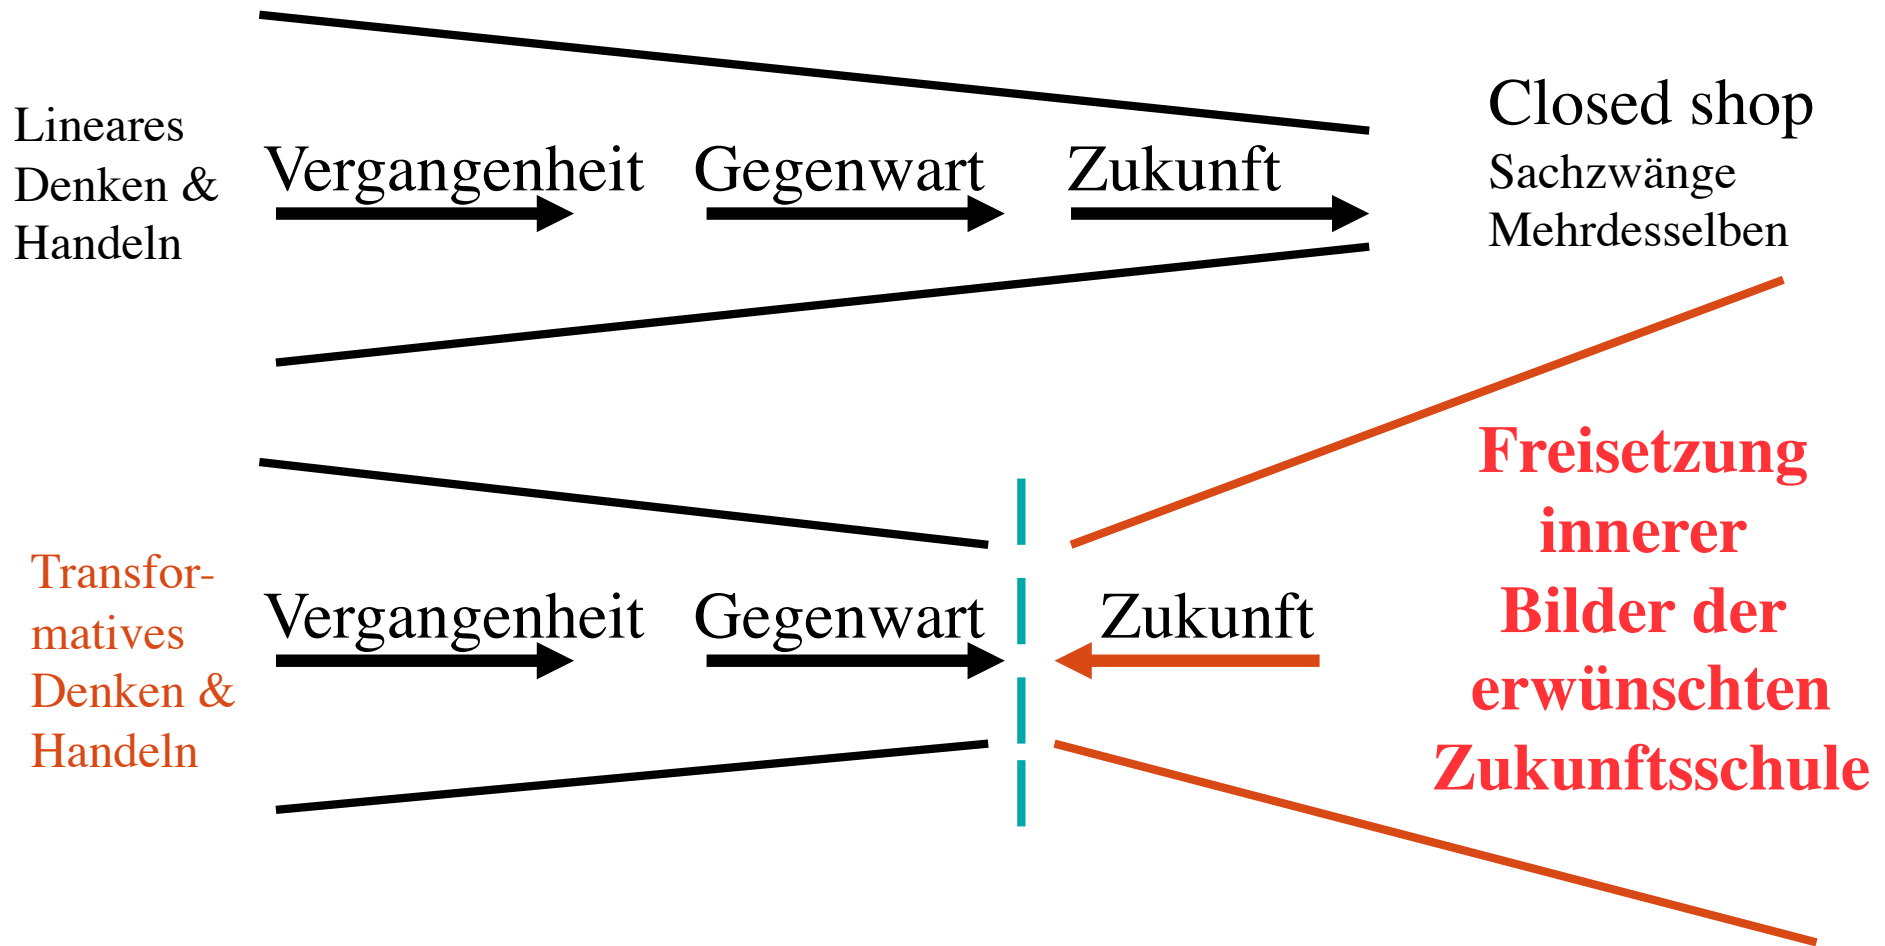 Lineares
Denken &
Handeln
Vergangenheit
Gegenwart
Zukunft
Closed shop
Sachzwänge
Mehrdesselben
Transfor-
matives
Denken &
Handeln
Vergangenheit
Gegenwart
Zukunft
Freisetzung
innerer
Bilder der
erwünschten
Zukunftsschule